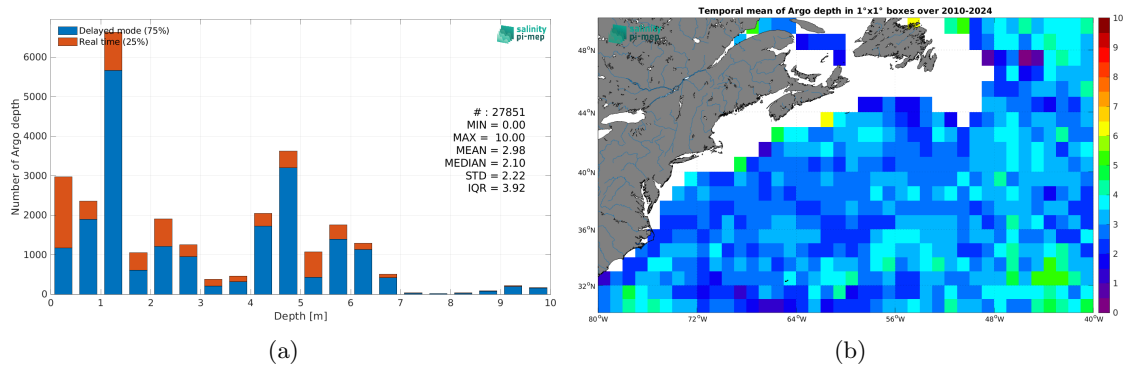 Delayed mode (75%)
Real time (25%)
salinity
pi-mep
Number of Argo depth
6000
5000
4000
3000
2000
1000
0
# : 27851
MIN = 0.00
MAX = 10.00
MEAN = 2.98
MEDIAN = 2.10
STD = 2.22
IQR = 3.92
0 1 2 3 4 5 6 7 8 9 10
Depth [m]
(a)
Temporal mean of Argo depth in 1°x1° boxes over 2010-2024
salinity
pi-mep
48°N
44°N
40°N
36°N
32°N
80°W 72°W 64°W 56°W 48°W 40°W
10
9
8
7
6
5
4
3
2
1
0
(b)